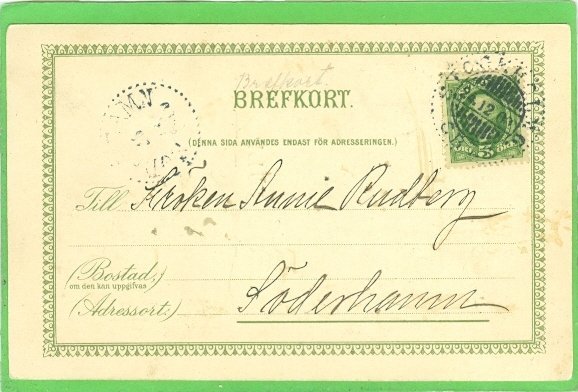 Brefkort
BREFKORT.
(DENNA SIDA ANVÄNDES ENDAST FÖR ADRESSERINGEN.)
Till Fröken Annie Rudberg
(Bostad,)
om den kan uppgifvas
(Adressort:) Söderhamn